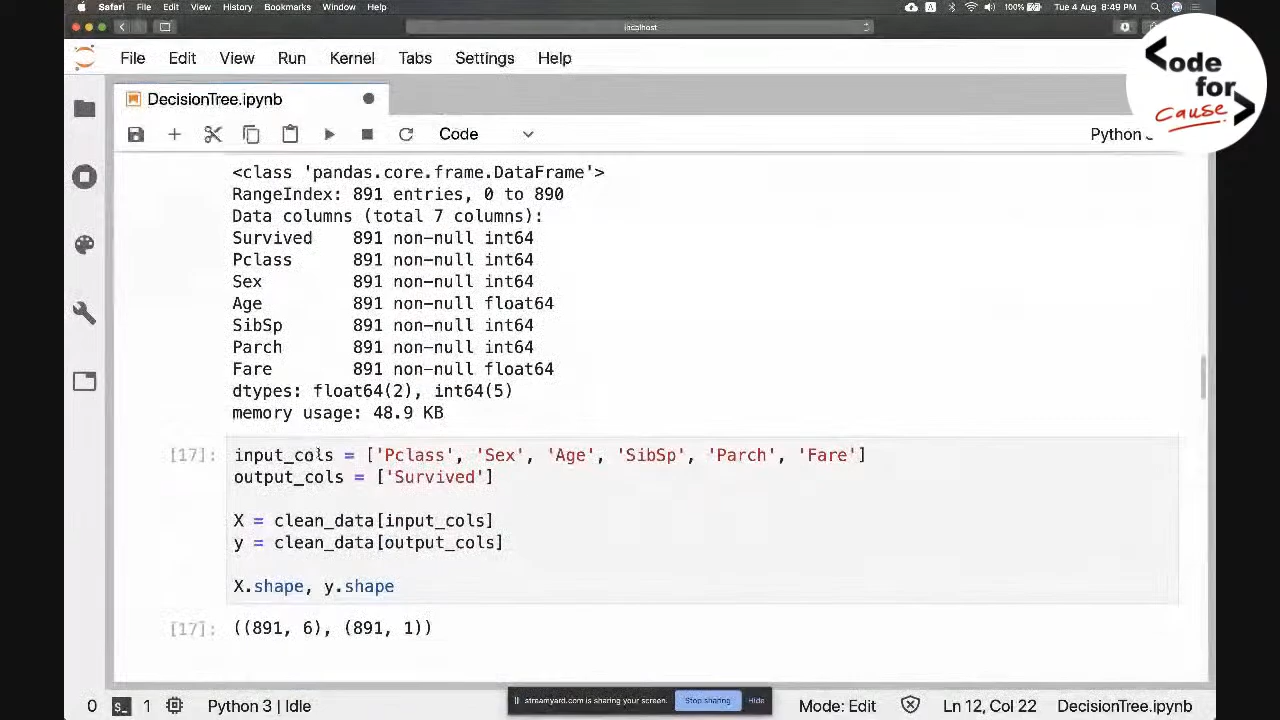 Safari File Edit View History Bookmarks Window Help 100% Tue 4 Aug 8:49 PM
localhost
<ode
for
cause >
File Edit View Run Kernel Tabs Settings Help
DecisionTree.ipynb
Code Python
<class 'pandas.core.frame.DataFrame'>
RangeIndex: 891 entries, 0 to 890
Data columns (total 7 columns):
Survived 891 non-null int64
Pclass 891 non-null int64
Sex 891 non-null int64
Age 891 non-null float64
SibSp 891 non-null int64
Parch 891 non-null int64
Fare 891 non-null float64
dtypes: float64(2), int64(5)
memory usage: 48.9 KB
[17]: input_cols = ['Pclass', 'Sex', 'Age', 'SibSp', 'Parch', 'Fare']
output_cols = ['Survived']
X = clean_data[input_cols]
y = clean_data[output_cols]
X.shape, y.shape
[17]: ((891, 6), (891, 1))
streamyard.com is sharing your screen. Stop sharing Hide
0 $_ 1 Python 3 | Idle Mode: Edit Ln 12, Col 22 DecisionTree.ipynb